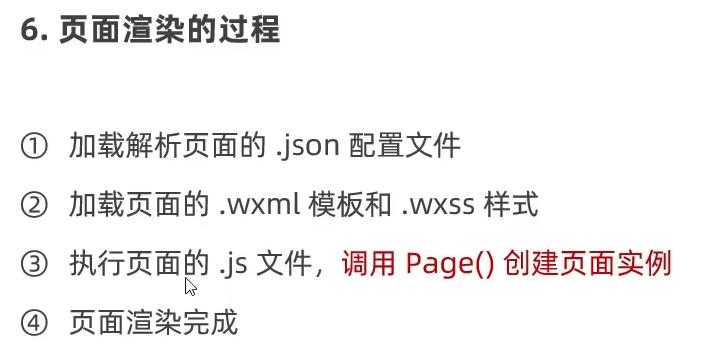 6. 页面渲染的过程
① 加载解析页面的 .json 配置文件
② 加载页面的 .wxml 模板和 .wxss 样式
③ 执行页面的 .js 文件，调用 Page() 创建页面实例
④ 页面渲染完成